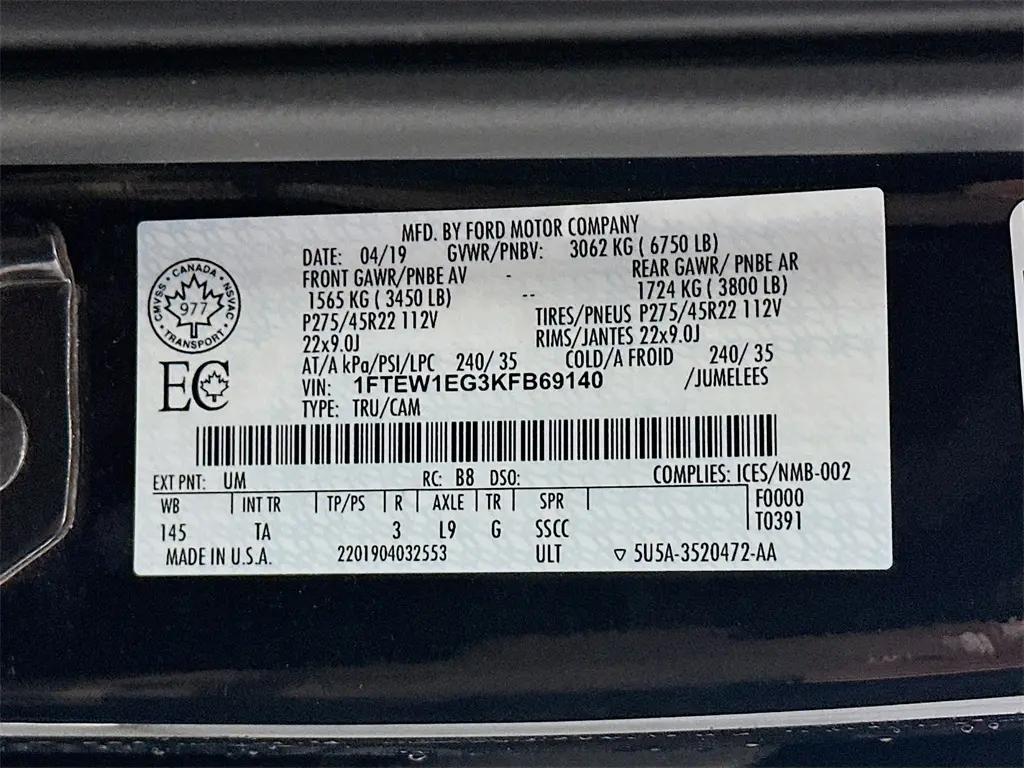 MFD. BY FORD MOTOR COMPANY
DATE: 04/19 GVWR/PNBV: 3062 KG ( 6750 LB)
FRONT GAWR/PNBE AV - REAR GAWR/ PNBE AR
1565 KG ( 3450 LB) -- 1724 KG ( 3800 LB)
P275/45R22 112V TIRES/PNEUS P275/45R22 112V
22x9.0J RIMS/JANTES 22x9.0J
AT/A kPa/PSI/LPC 240/ 35 COLD/A FROID 240/ 35
VIN: 1FTEW1EG3KFB69140 /JUMELEES
TYPE: TRU/CAM
CANADA
CMVSS • NSVAC
977
TRANSPORT
EC
EXT PNT: UM RC: B8 DSO: COMPLIES: ICES/NMB-002
WB INT TR TP/PS R AXLE TR SPR F0000
145 TA 3 L9 G SSCC T0391
MADE IN U.S.A. 2201904032553 ULT ▽ 5U5A-3520472-AA